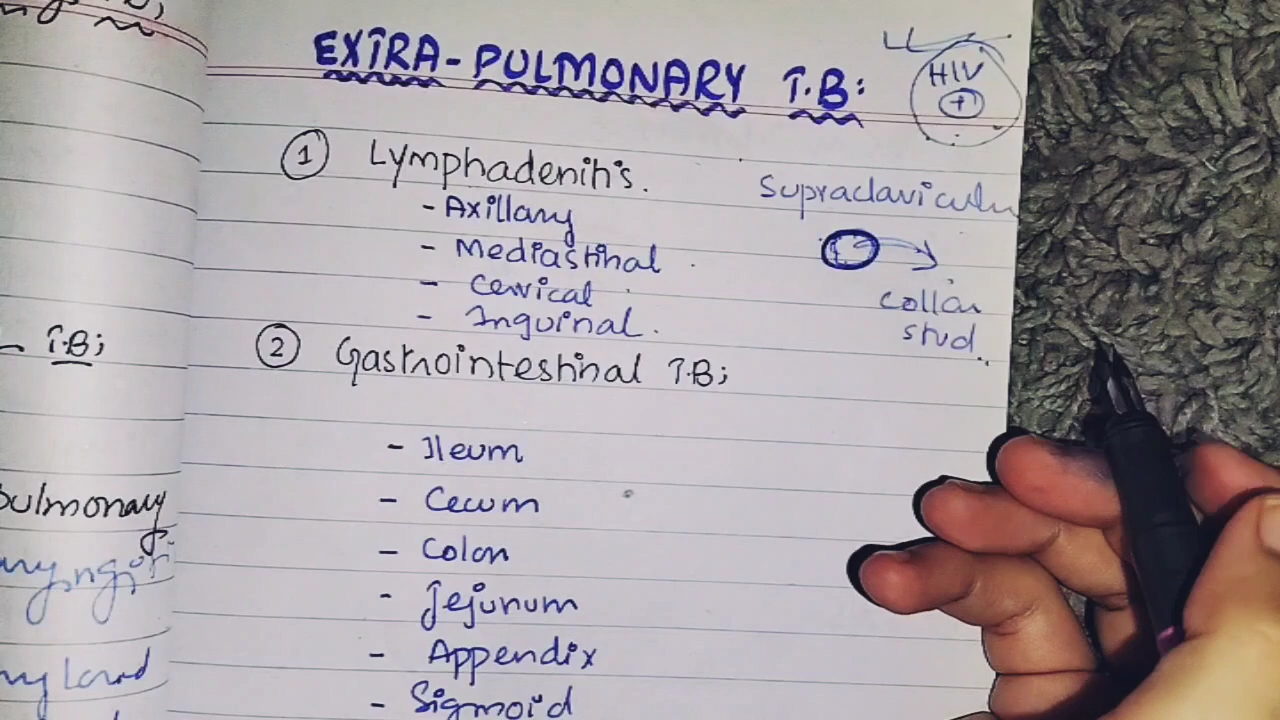 EXTRA-PULMONARY T.B:
HIV
+
1 Lymphadenitis.
- Axillary
- Mediastinal
- Cervical
- Inguinal.
Supraclavicular
collar
stud..
2 Gastrointestinal T.B;
- Ileum
- Cecum
- Colon
- Jejunum
- Appendix
- Sigmoid
T.B;
pulmonary